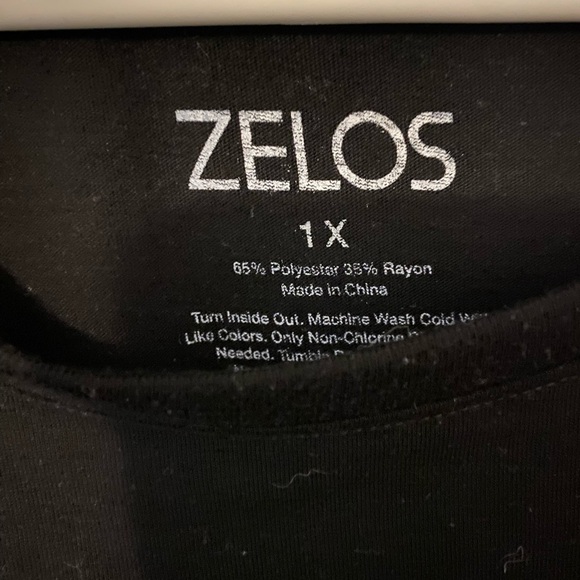 ZELOS
1X
65% Polyester 35% Rayon
Made in China
Turn Inside Out. Machine Wash Cold
Like Colors. Only Non-Chlorine
Needed. Tumble